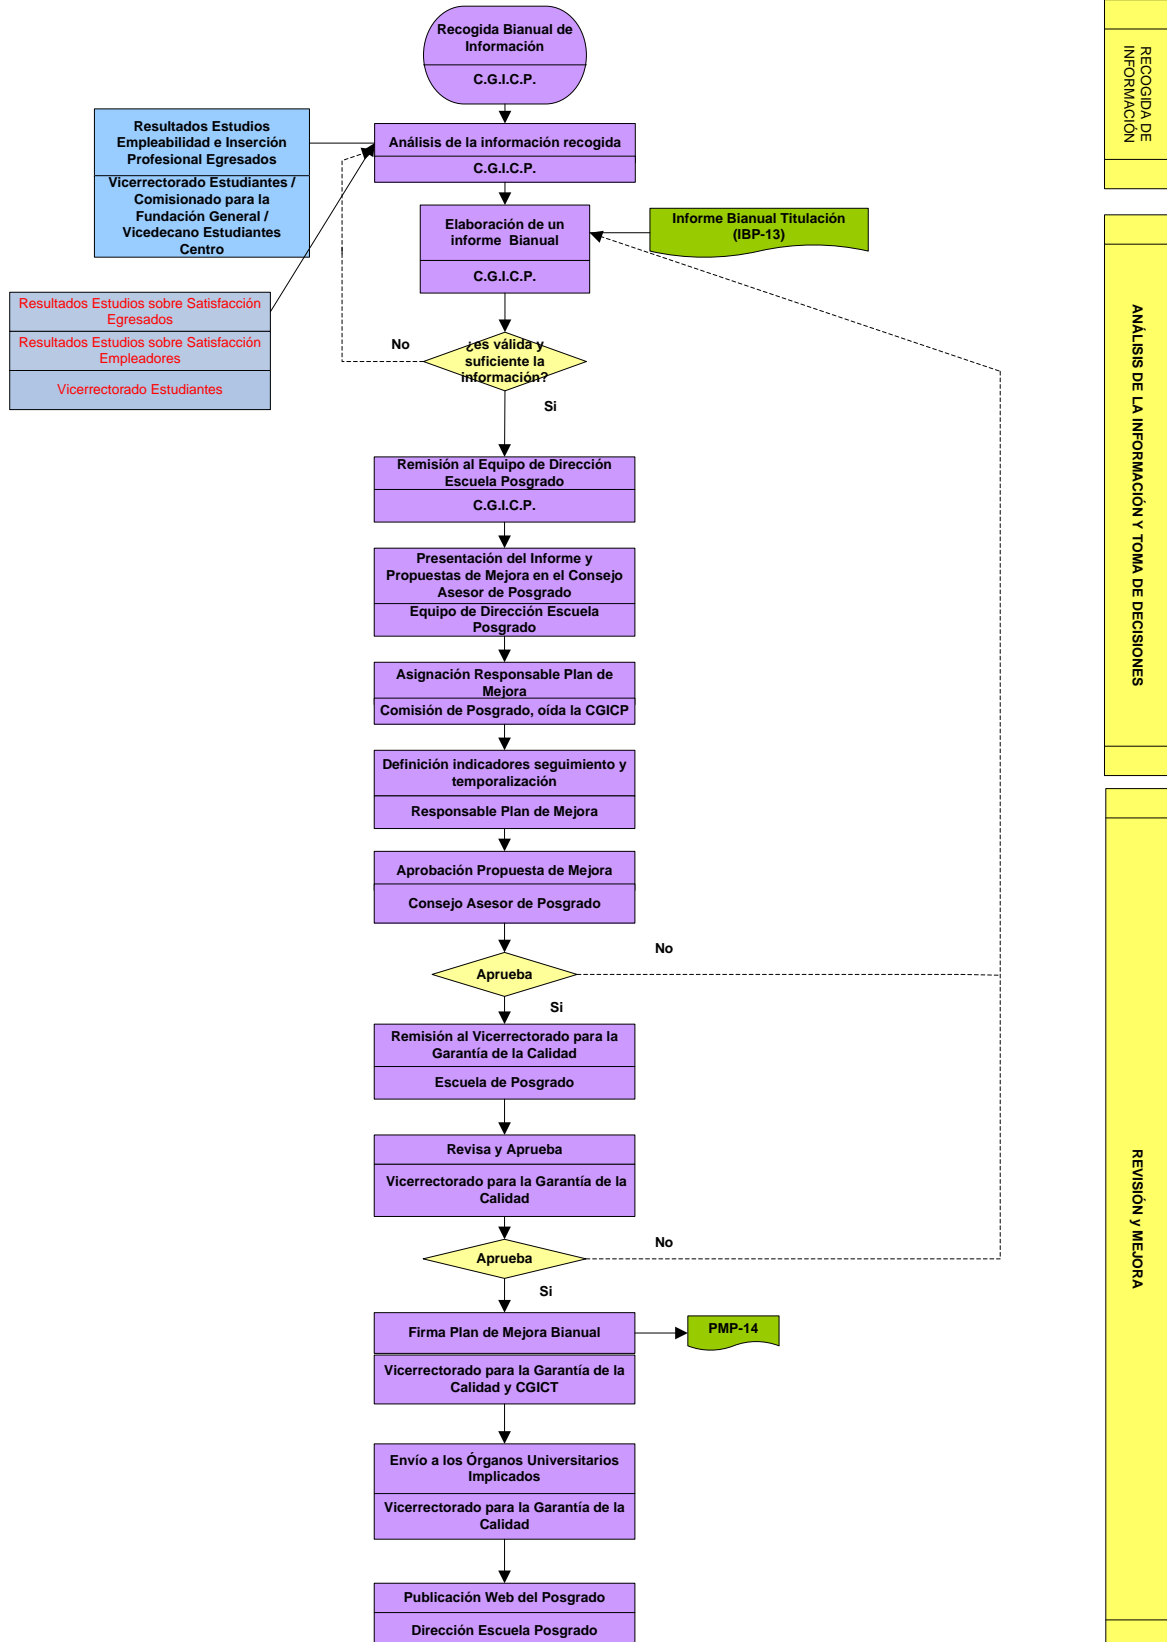 Recogida Bianual de
Información
C.G.I.C.P.
RECOGIDA DE
INFORMACIÓN
Resultados Estudios
Empleabilidad e Inserción
Profesional Egresados
Vicerrectorado Estudiantes /
Comisionado para la
Fundación General /
Vicedecano Estudiantes
Centro
Análisis de la información recogida
C.G.I.C.P.
Elaboración de un
informe Bianual
C.G.I.C.P.
Informe Bianual Titulación
(IBP-13)
Resultados Estudios sobre Satisfacción
Egresados
Resultados Estudios sobre Satisfacción
Empleadores
Vicerrectorado Estudiantes
No
¿es válida y
suficiente la
información?
Si
ANÁLISIS DE LA INFORMACIÓN Y TOMA DE DECISIONES
Remisión al Equipo de Dirección
Escuela Posgrado
C.G.I.C.P.
Presentación del Informe y
Propuestas de Mejora en el Consejo
Asesor de Posgrado
Equipo de Dirección Escuela
Posgrado
Asignación Responsable Plan de
Mejora
Comisión de Posgrado, oída la CGICP
Definición indicadores seguimiento y
temporalización
Responsable Plan de Mejora
Aprobación Propuesta de Mejora
Consejo Asesor de Posgrado
No
Aprueba
Si
Remisión al Vicerrectorado para la
Garantía de la Calidad
Escuela de Posgrado
Revisa y Aprueba
Vicerrectorado para la Garantía de la
Calidad
REVISIÓN y MEJORA
No
Aprueba
Si
Firma Plan de Mejora Bianual
PMP-14
Vicerrectorado para la Garantía de la
Calidad y CGICT
Envío a los Órganos Universitarios
Implicados
Vicerrectorado para la Garantía de la
Calidad
Publicación Web del Posgrado
Dirección Escuela Posgrado